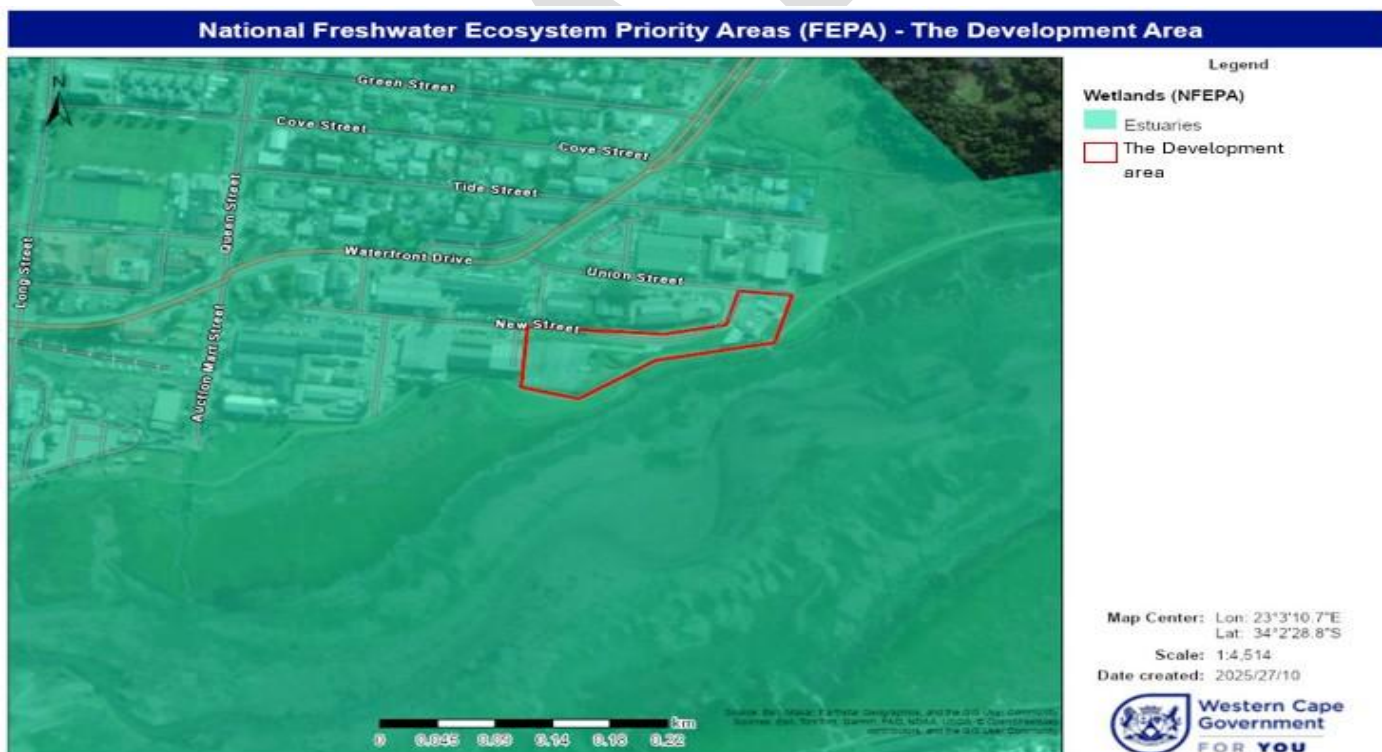 National Freshwater Ecosystem Priority Areas (FEPA) - The Development Area
Legend
Wetlands (NFEPA)
Estuaries
The Development
area
N
Green Street
Cove Street
Cove Street
Tide Street
Queen Street
Long Street
Waterfront Drive
Union Street
New Street
Auction Mart Street
Map Center: Lon: 23°3'10.7"E
Lat: 34°2'28.8"S
Scale: 1:4,514
Date created: 2025/27/10
km
0 0.045 0.09 0.14 0.18 0.22
Western Cape
Government
FOR YOU